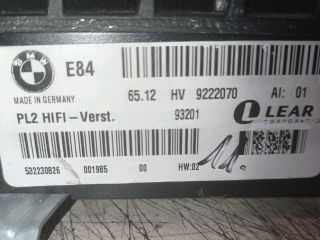 BMW E84
65.12 HV 9222070 AI: 01
MADE IN GERMANY
PL2 HIFI-Verst. 93201 LEAR
CORPORATION
532230826 001985 00 HW:02